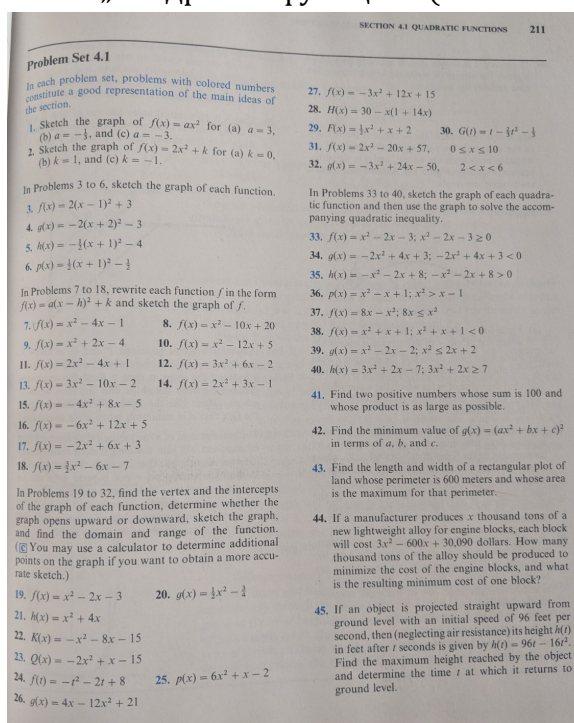 SECTION 4.1 QUADRATIC FUNCTIONS 211
Problem Set 4.1
In each problem set, problems with colored numbers
constitute a good representation of the main ideas of
the section.
1. Sketch the graph of f(x) = ax² for (a) a = 3,
(b) a = -⅓, and (c) a = -3.
2. Sketch the graph of f(x) = 2x² + k for (a) k = 0,
(b) k = 1, and (c) k = -1.
In Problems 3 to 6, sketch the graph of each function.
3. f(x) = 2(x - 1)² + 3
4. g(x) = -2(x + 2)² - 3
5. h(x) = -½(x + 1)² - 4
6. p(x) = (x + 1)² -
In Problems 7 to 18, rewrite each function f in the form
f(x) = a(x - h)² + k and sketch the graph of f.
7. f(x) = x² - 4x - 1 8. f(x) = x² - 10x + 20
9. f(x) = x² + 2x - 4 10. f(x) = x² - 12x + 5
11. f(x) = 2x² - 4x + 1 12. f(x) = 3x² + 6x - 2
13. f(x) = 3x² - 10x - 2 14. f(x) = 2x² + 3x - 1
15. f(x) = -4x² + 8x - 5
16. f(x) = -6x² + 12x + 5
17. f(x) = -2x² + 6x + 3
18. f(x) = x² - 6x - 7
In Problems 19 to 32, find the vertex and the intercepts
of the graph of each function, determine whether the
graph opens upward or downward, sketch the graph,
and find the domain and range of the function.
(© You may use a calculator to determine additional
points on the graph if you want to obtain a more accu-
rate sketch.)
19. f(x) = x² - 2x - 3 20. g(x) = x² -
21. h(x) = x² + 4x
22. K(x) = -x² - 8x - 15
23. Q(x) = -2x² + x - 15
24. f(t) = -t² - 2t + 8 25. p(x) = 6x² + x - 2
26. g(x) = 4x - 12x² + 21
27. f(x) = -3x² + 12x + 15
28. H(x) = 30 - x(1 + 14x)
29. F(x) = x² + x + 2 30. G(t) = t - t² -
31. f(x) = 2x² - 20x + 57, 0 ≤ x ≤ 10
32. g(x) = -3x² + 24x - 50, 2 < x < 6
In Problems 33 to 40, sketch the graph of each quadra-
tic function and then use the graph to solve the accom-
panying quadratic inequality.
33. f(x) = x² - 2x - 3; x² - 2x - 3 ≥ 0
34. g(x) = -2x² + 4x + 3; -2x² + 4x + 3 < 0
35. h(x) = -x² - 2x + 8; -x² - 2x + 8 > 0
36. p(x) = x² - x + 1; x² > x - 1
37. f(x) = 8x - x²; 8x ≤ x²
38. f(x) = x² + x + 1; x² + x + 1 < 0
39. g(x) = x² - 2x - 2; x² ≤ 2x + 2
40. h(x) = 3x² + 2x - 7; 3x² + 2x ≥ 7
41. Find two positive numbers whose sum is 100 and
whose product is as large as possible.
42. Find the minimum value of g(x) = (ax² + bx + c)²
in terms of a, b, and c.
43. Find the length and width of a rectangular plot of
land whose perimeter is 600 meters and whose area
is the maximum for that perimeter.
44. If a manufacturer produces x thousand tons of a
new lightweight alloy for engine blocks, each block
will cost 3x² - 600x + 30,090 dollars. How many
thousand tons of the alloy should be produced to
minimize the cost of the engine blocks, and what
is the resulting minimum cost of one block?
45. If an object is projected straight upward from
ground level with an initial speed of 96 feet per
second, then (neglecting air resistance) its height h(t)
in feet after t seconds is given by h(t) = 96t - 16t².
Find the maximum height reached by the object
and determine the time t at which it returns to
ground level.